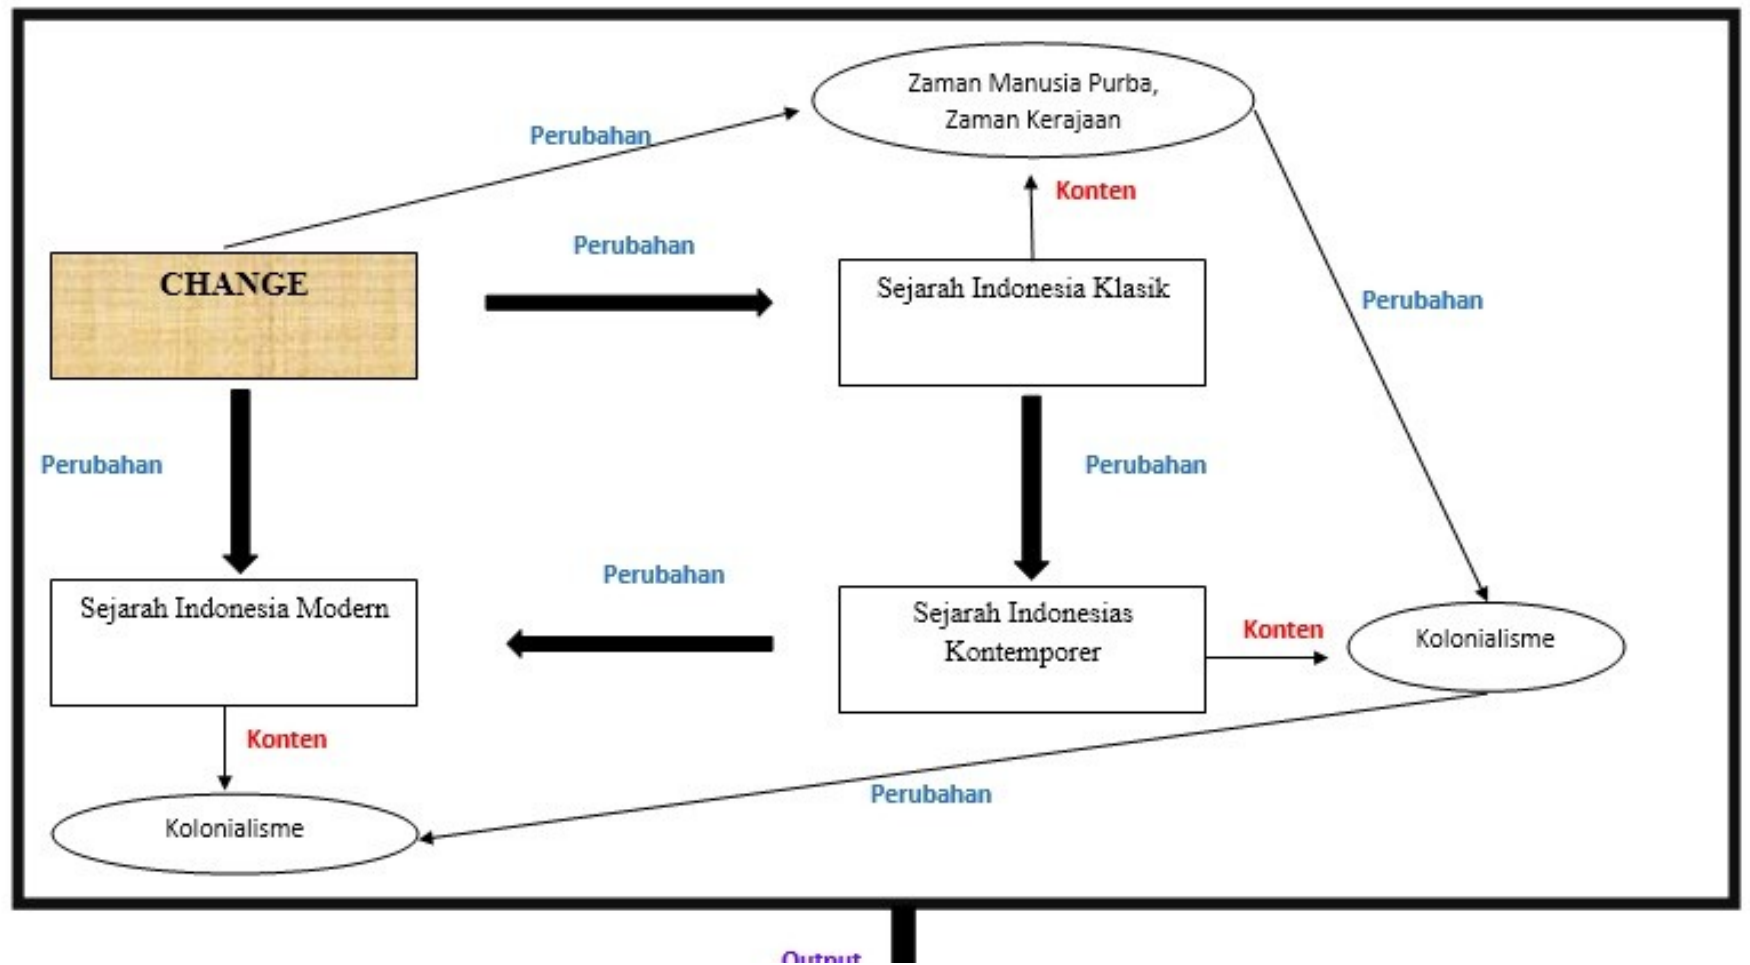 Zaman Manusia Purba,
Zaman Kerajaan
Perubahan
Konten
Perubahan
CHANGE
Sejarah Indonesia Klasik
Perubahan
Perubahan
Perubahan
Perubahan
Sejarah Indonesia Modern
Sejarah Indonesias
Kontemporer
Konten
Kolonialisme
Konten
Perubahan
Kolonialisme
Output